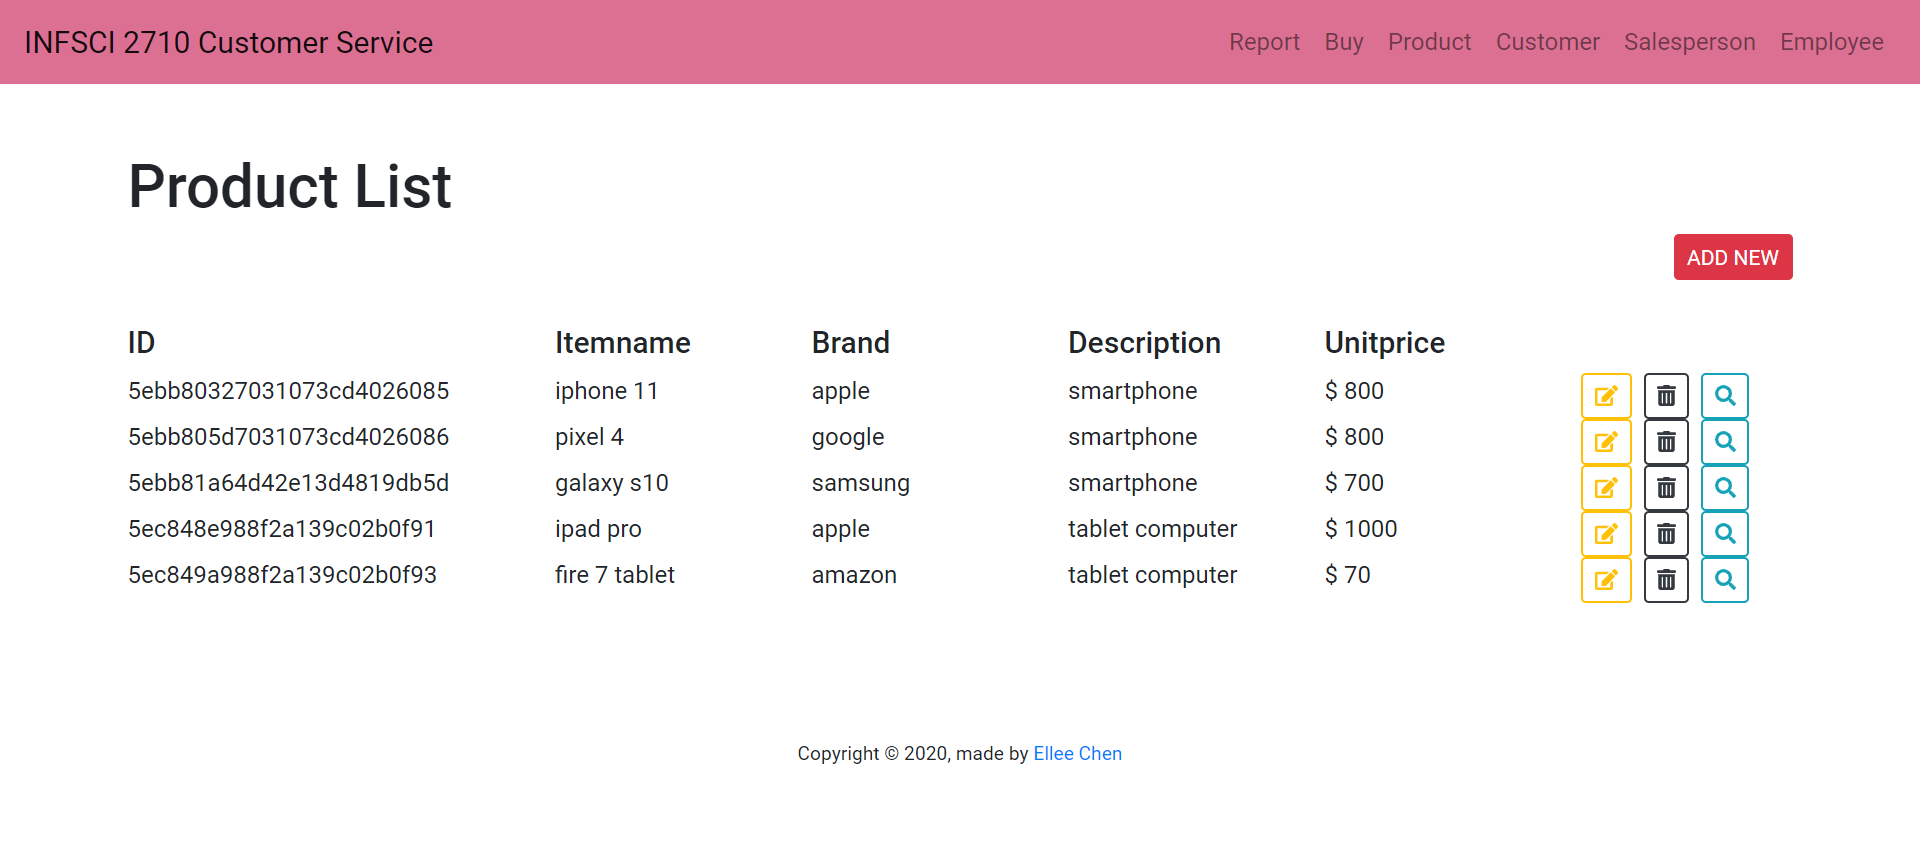 INFSCI 2710 Customer Service Report Buy Product Customer Salesperson Employee
Product List
ADD NEW
ID Itemname Brand Description Unitprice
5ebb80327031073cd4026085 iphone 11 apple smartphone $ 800
5ebb805d7031073cd4026086 pixel 4 google smartphone $ 800
5ebb81a64d42e13d4819db5d galaxy s10 samsung smartphone $ 700
5ec848e988f2a139c02b0f91 ipad pro apple tablet computer $ 1000
5ec849a988f2a139c02b0f93 fire 7 tablet amazon tablet computer $ 70
Copyright © 2020, made by Ellee Chen